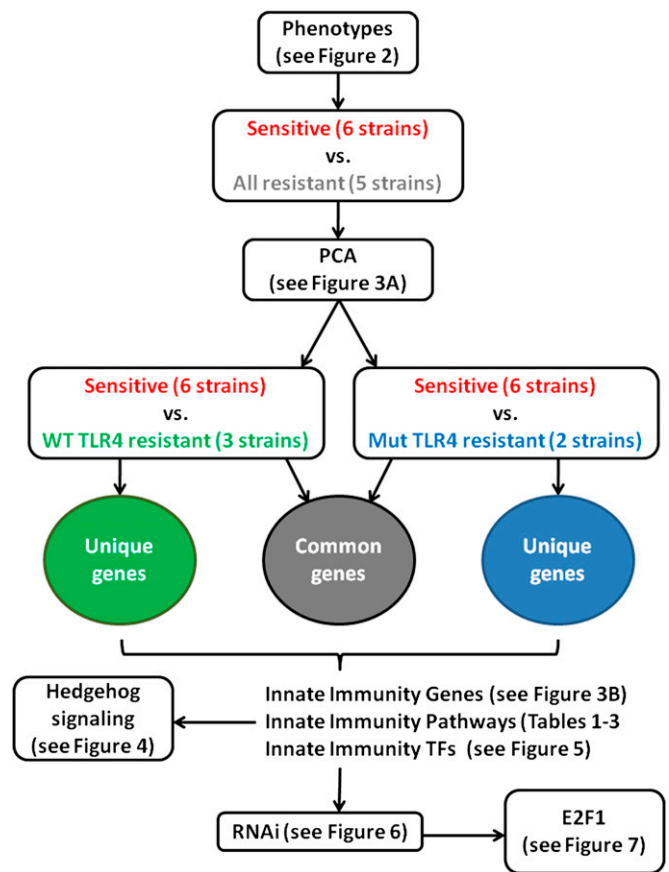 Phenotypes
(see Figure 2)
Sensitive (6 strains)
vs.
All resistant (5 strains)
PCA
(see Figure 3A)
Sensitive (6 strains)
vs.
WT TLR4 resistant (3 strains)
Sensitive (6 strains)
vs.
Mut TLR4 resistant (2 strains)
Unique
genes
Common
genes
Unique
genes
Hedgehog
signaling
(see Figure 4)
Innate Immunity Genes (see Figure 3B)
Innate Immunity Pathways (Tables 1-3
Innate Immunity TFs (see Figure 5)
RNAi (see Figure 6)
E2F1
(see Figure 7)